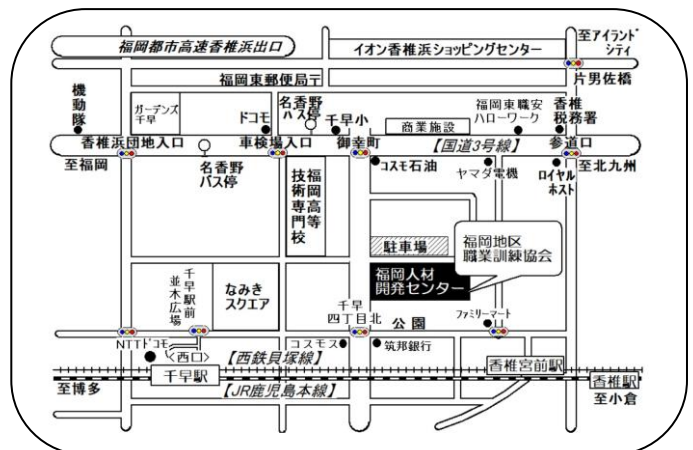 福岡都市高速香椎浜出口
イオン香椎浜ショッピングセンター
至アイランド
シティ
片男佐橋
福岡東郵便局〒
機動隊
ガーデンズ
千早
ドコモ
名香野
バス停
千早小
商業施設
福岡東職安
ハローワーク
香椎
税務署
香椎浜団地入口
車検場入口
御幸町
【国道3号線】
参道口
至福岡
名香野
バス停
コスモ石油
ヤマダ電機
ロイヤル
ホスト
至北九州
福岡高等
技術専門校
駐車場
福岡地区
職業訓練協会
福岡人材
開発センター
千早駅前
並木広場
なみき
スクエア
千早
四丁目北
公園
ファミリーマート
NTTドコモ
〈西口〉
【西鉄貝塚線】
コスモス
筑邦銀行
香椎宮前駅
至博多
千早駅
【JR鹿児島本線】
香椎駅
至小倉